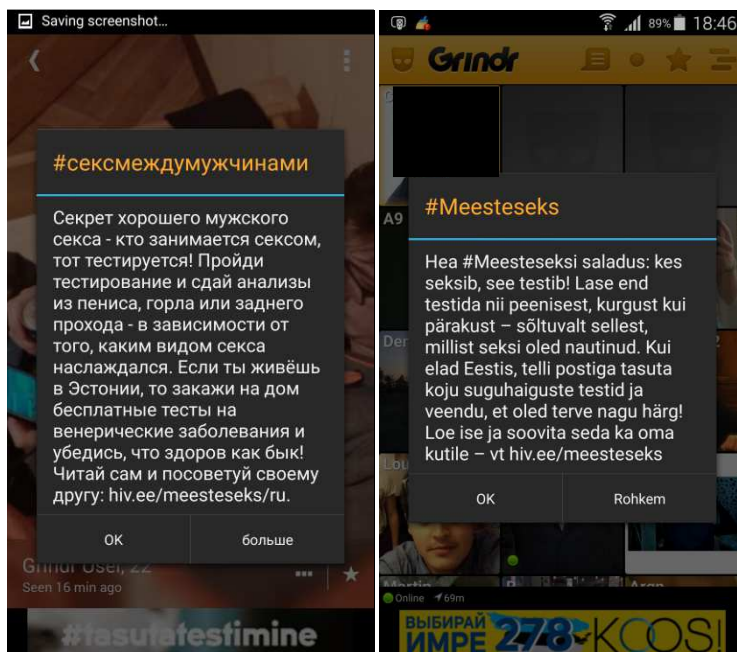 Saving screenshot...
#сексмеждумужчинами
Секрет хорошего мужского
секса - кто занимается сексом,
тот тестируется! Пройди
тестирование и сдай анализы
из пениса, горла или заднего
прохода - в зависимости от
того, каким видом секса
наслаждался. Если ты живёшь
в Эстонии, то закажи на дом
бесплатные тесты на
венерические заболевания и
убедись, что здоров как бык!
Читай сам и посоветуй своему
другу: hiv.ee/meesteseks/ru.
OK
больше
Grindr User, 22
Seen 16 min ago
#tasutatestimine
89%
18:46
Grindr
A9
#Meesteseks
Hea #Meesteseksi saladus: kes
seksib, see testib! Lase end
testida nii peenisest, kurgust kui
pärakust – sõltuvalt sellest,
millist seksi oled nautinud. Kui
elad Eestis, telli postiga tasuta
koju suguhaiguste testid ja
veendu, et oled terve nagu härg!
Loe ise ja soovita seda ka oma
kutile – vt hiv.ee/meesteseks
OK
Rohkem
Online
69m
ВЫБИРАЙ
ИМРЕ
278
KOOS!